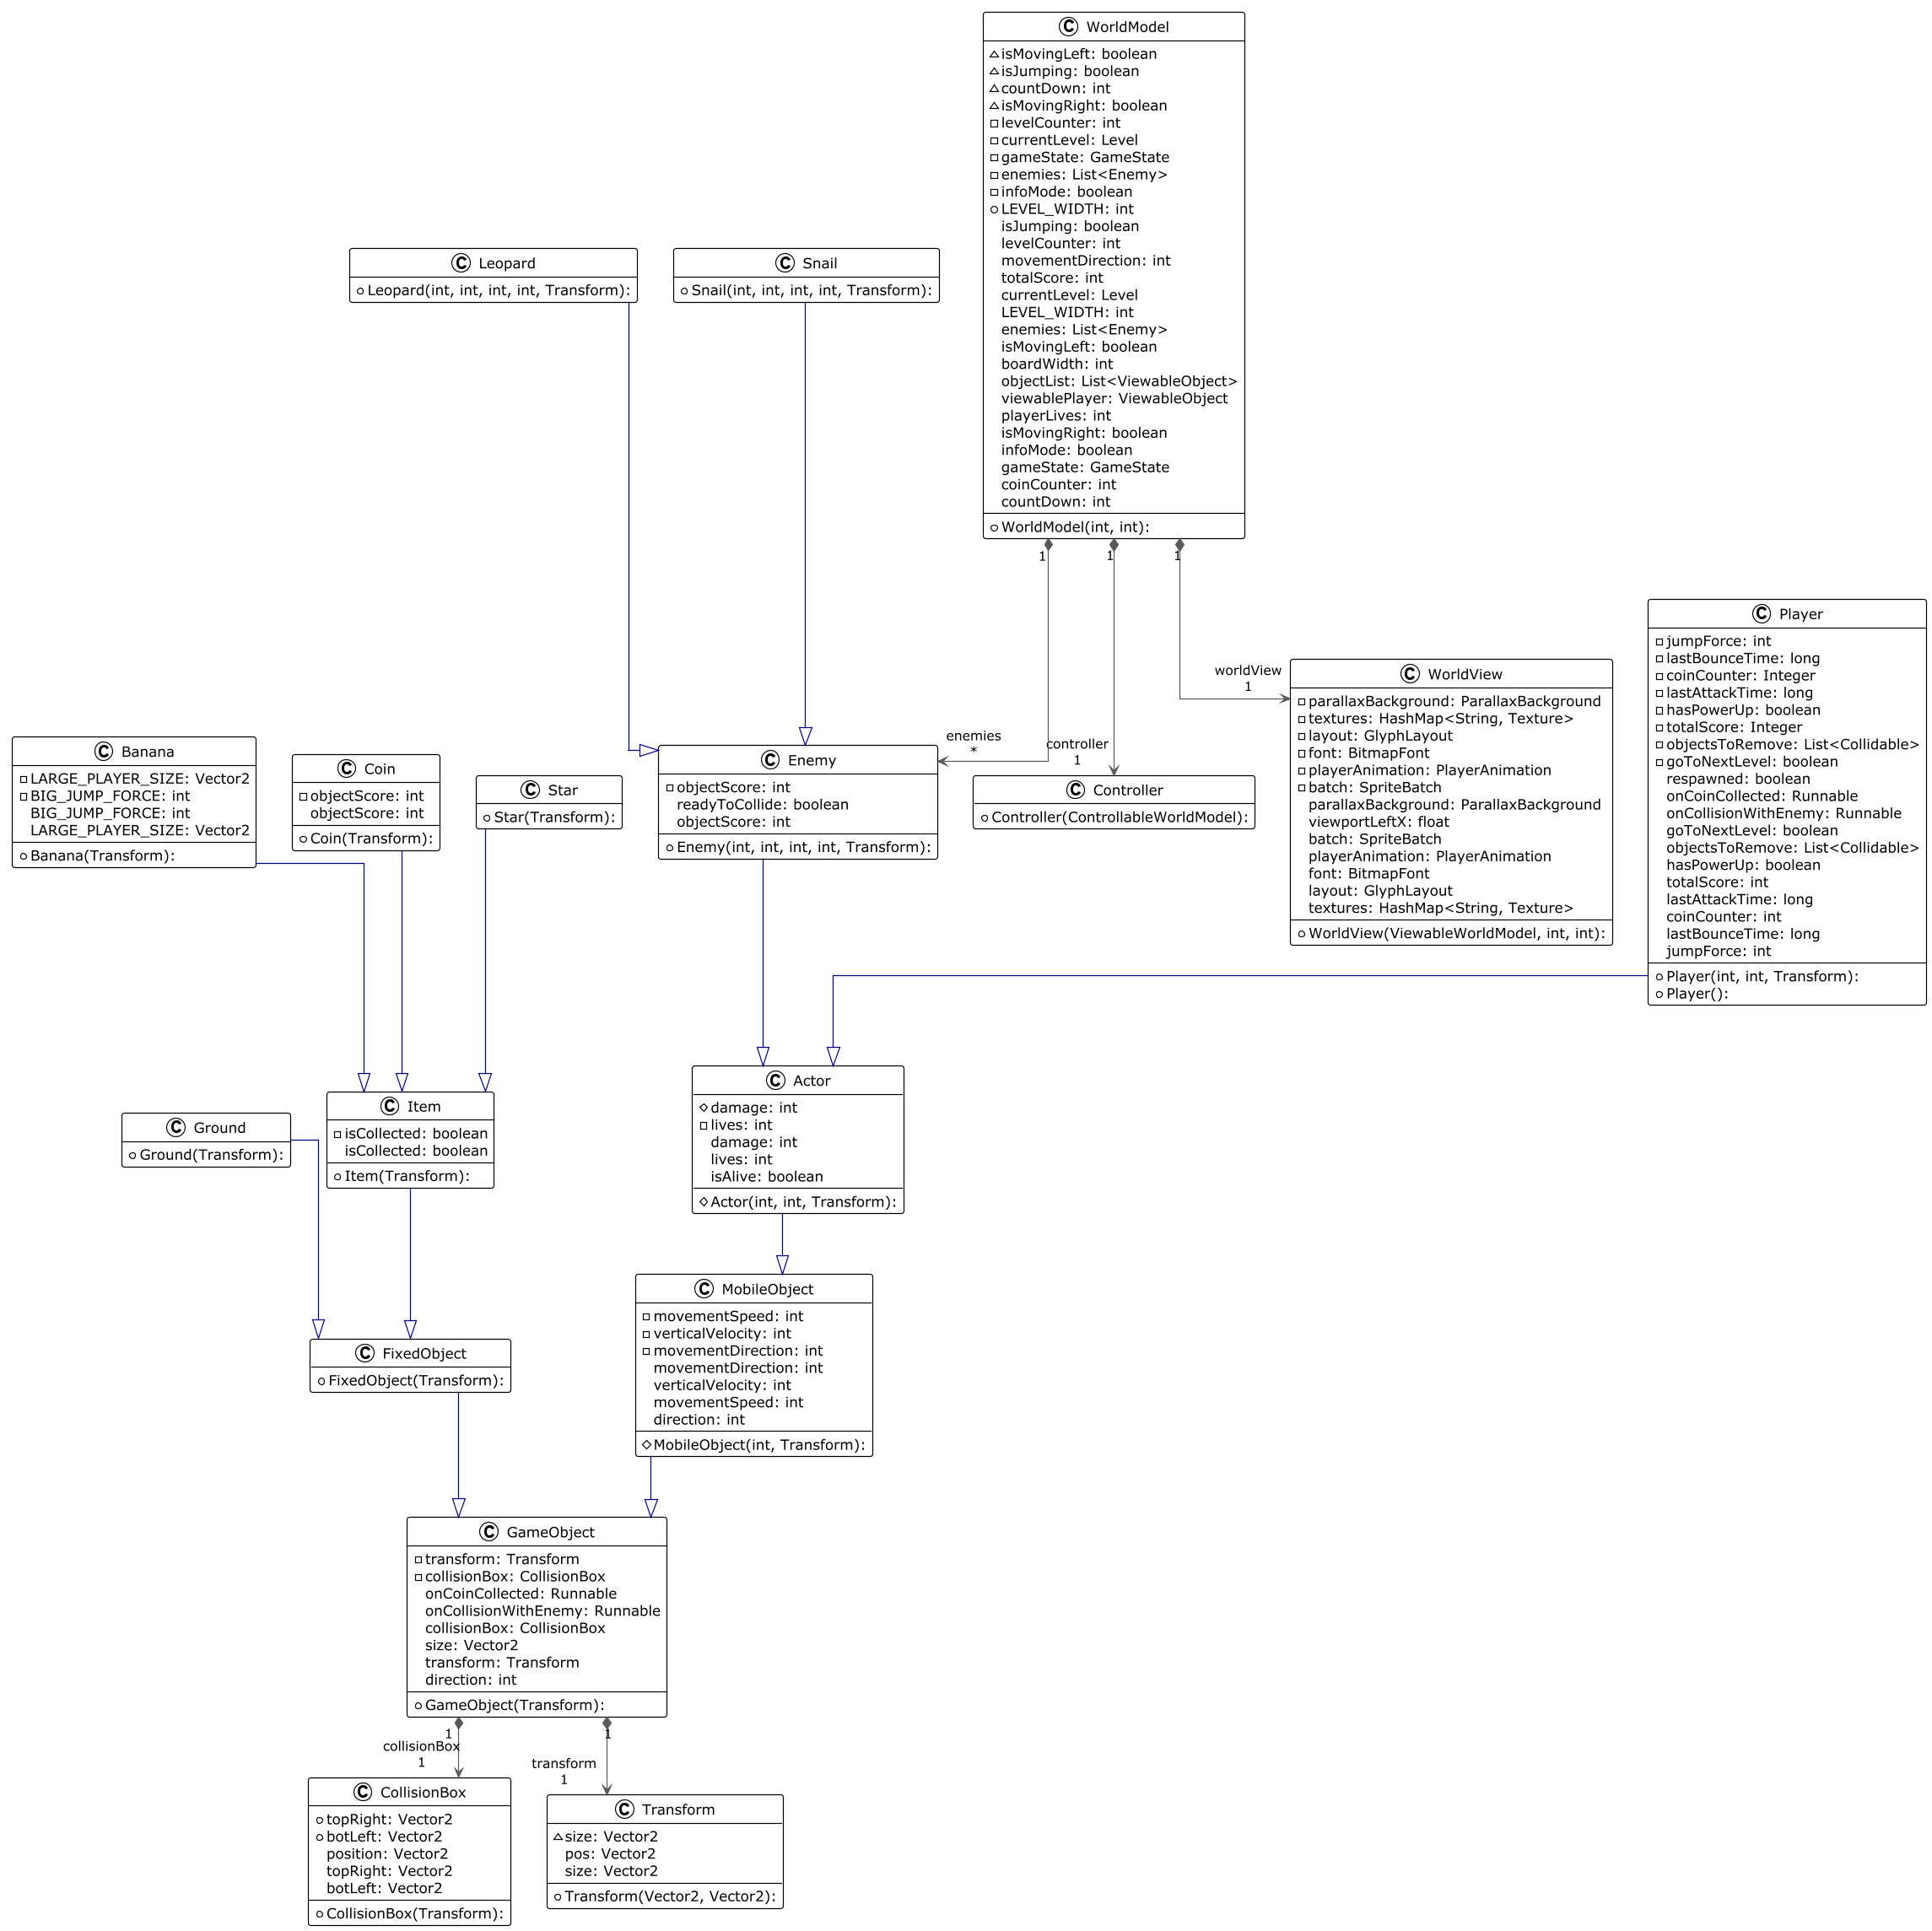 WorldModel
isMovingLeft: boolean
isJumping: boolean
countDown: int
isMovingRight: boolean
levelCounter: int
currentLevel: Level
gameState: GameState
enemies: List<Enemy>
infoMode: boolean
LEVEL_WIDTH: int
isJumping: boolean
levelCounter: int
movementDirection: int
totalScore: int
currentLevel: Level
LEVEL_WIDTH: int
enemies: List<Enemy>
isMovingLeft: boolean
boardWidth: int
objectList: List<ViewableObject>
viewablePlayer: ViewableObject
playerLives: int
isMovingRight: boolean
infoMode: boolean
gameState: GameState
coinCounter: int
countDown: int
WorldModel(int, int):
1
1
1
Leopard
Leopard(int, int, int, int, Transform):
Snail
Snail(int, int, int, int, Transform):
Player
jumpForce: int
lastBounceTime: long
coinCounter: Integer
lastAttackTime: long
hasPowerUp: boolean
totalScore: Integer
objectsToRemove: List<Collidable>
goToNextLevel: boolean
respawned: boolean
onCoinCollected: Runnable
onCollisionWithEnemy: Runnable
goToNextLevel: boolean
objectsToRemove: List<Collidable>
hasPowerUp: boolean
totalScore: int
lastAttackTime: long
coinCounter: int
lastBounceTime: long
jumpForce: int
Player(int, int, Transform):
Player():
worldView
1
WorldView
parallaxBackground: ParallaxBackground
textures: HashMap<String, Texture>
layout: GlyphLayout
font: BitmapFont
playerAnimation: PlayerAnimation
batch: SpriteBatch
parallaxBackground: ParallaxBackground
viewportLeftX: float
batch: SpriteBatch
playerAnimation: PlayerAnimation
font: BitmapFont
layout: GlyphLayout
textures: HashMap<String, Texture>
WorldView(ViewableWorldModel, int, int):
Banana
LARGE_PLAYER_SIZE: Vector2
BIG_JUMP_FORCE: int
BIG_JUMP_FORCE: int
LARGE_PLAYER_SIZE: Vector2
Banana(Transform):
Coin
objectScore: int
objectScore: int
Coin(Transform):
Star
Star(Transform):
Enemy
objectScore: int
readyToCollide: boolean
objectScore: int
Enemy(int, int, int, int, Transform):
enemies
*
controller
1
Controller
Controller(ControllableWorldModel):
Actor
damage: int
lives: int
damage: int
lives: int
isAlive: boolean
Actor(int, int, Transform):
Ground
Ground(Transform):
Item
isCollected: boolean
isCollected: boolean
Item(Transform):
MobileObject
movementSpeed: int
verticalVelocity: int
movementDirection: int
movementDirection: int
verticalVelocity: int
movementSpeed: int
direction: int
MobileObject(int, Transform):
FixedObject
FixedObject(Transform):
GameObject
transform: Transform
collisionBox: CollisionBox
onCoinCollected: Runnable
onCollisionWithEnemy: Runnable
collisionBox: CollisionBox
size: Vector2
transform: Transform
direction: int
GameObject(Transform):
1
1
collisionBox
1
transform
1
CollisionBox
topRight: Vector2
botLeft: Vector2
position: Vector2
topRight: Vector2
botLeft: Vector2
CollisionBox(Transform):
Transform
size: Vector2
pos: Vector2
size: Vector2
Transform(Vector2, Vector2):